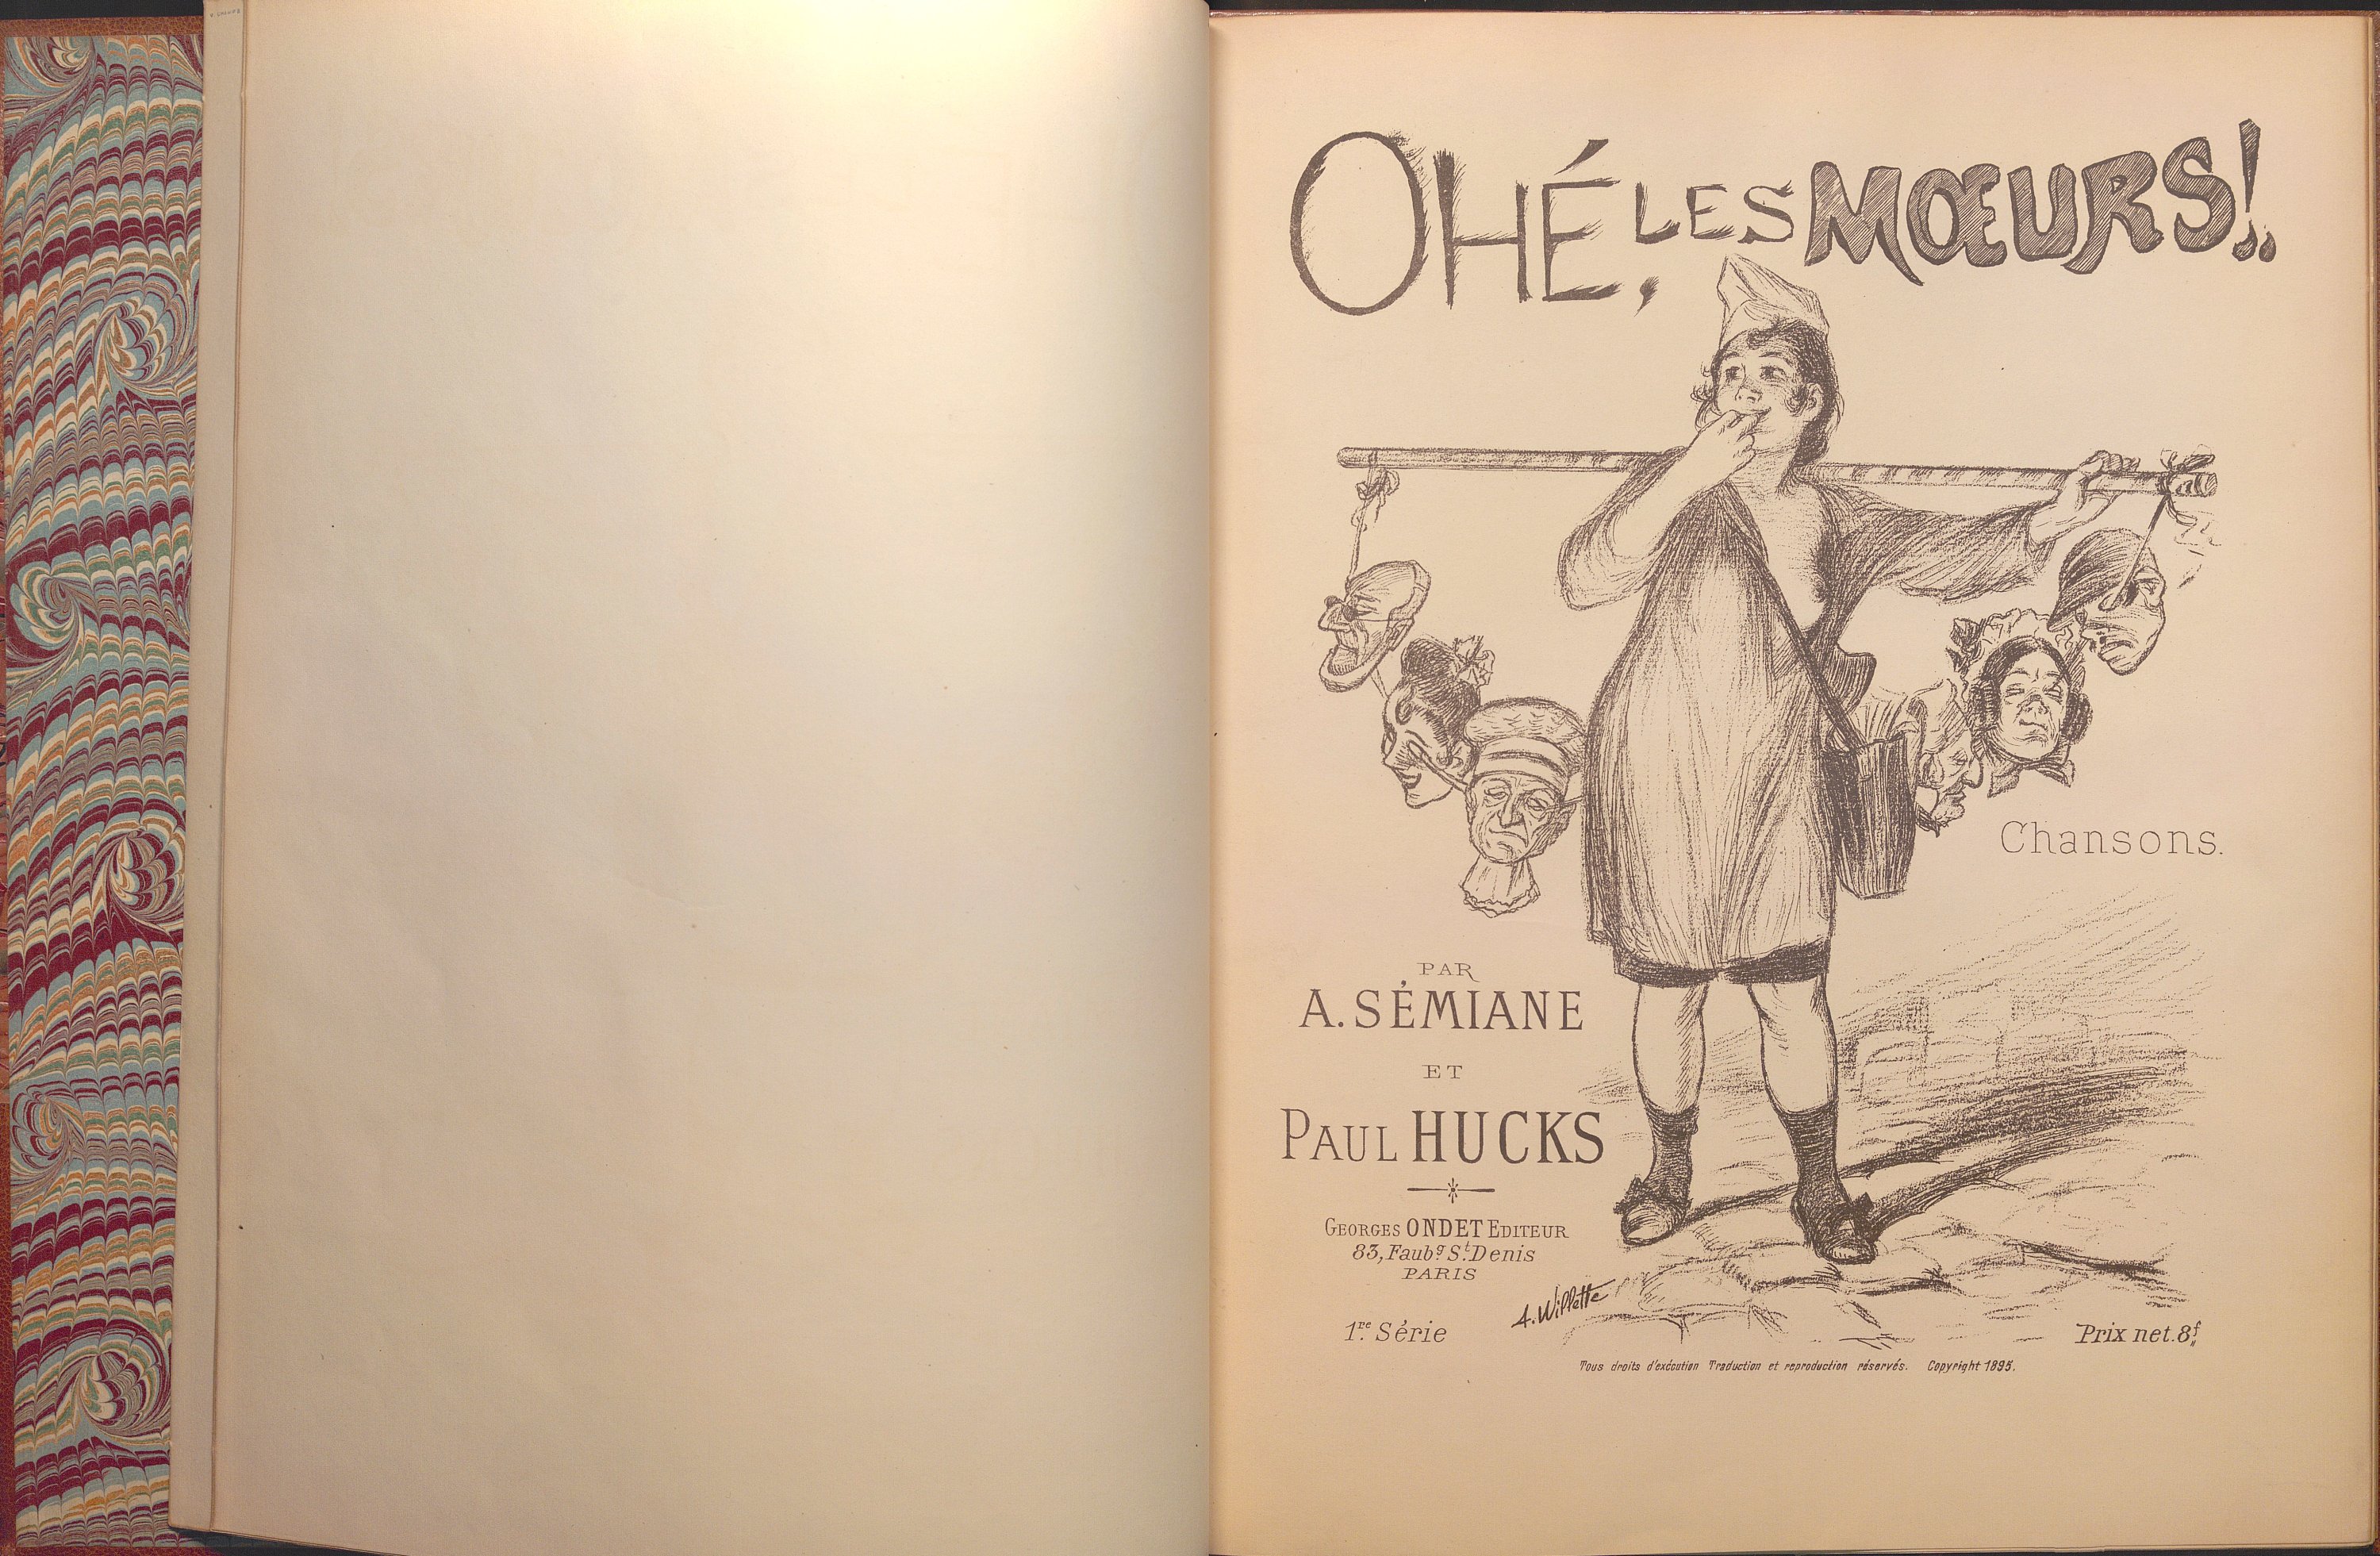 OHÉ, LES MŒURS!..
Chansons.
PAR
A. SÉMIANE
ET
PAUL HUCKS
GEORGES ONDET EDITEUR
83, Faubg St. Denis
PARIS
A. Willette
1re Série
Prix net. 8f
Tous droits d'exécution Traduction et reproduction réservés. Copyright 1895.